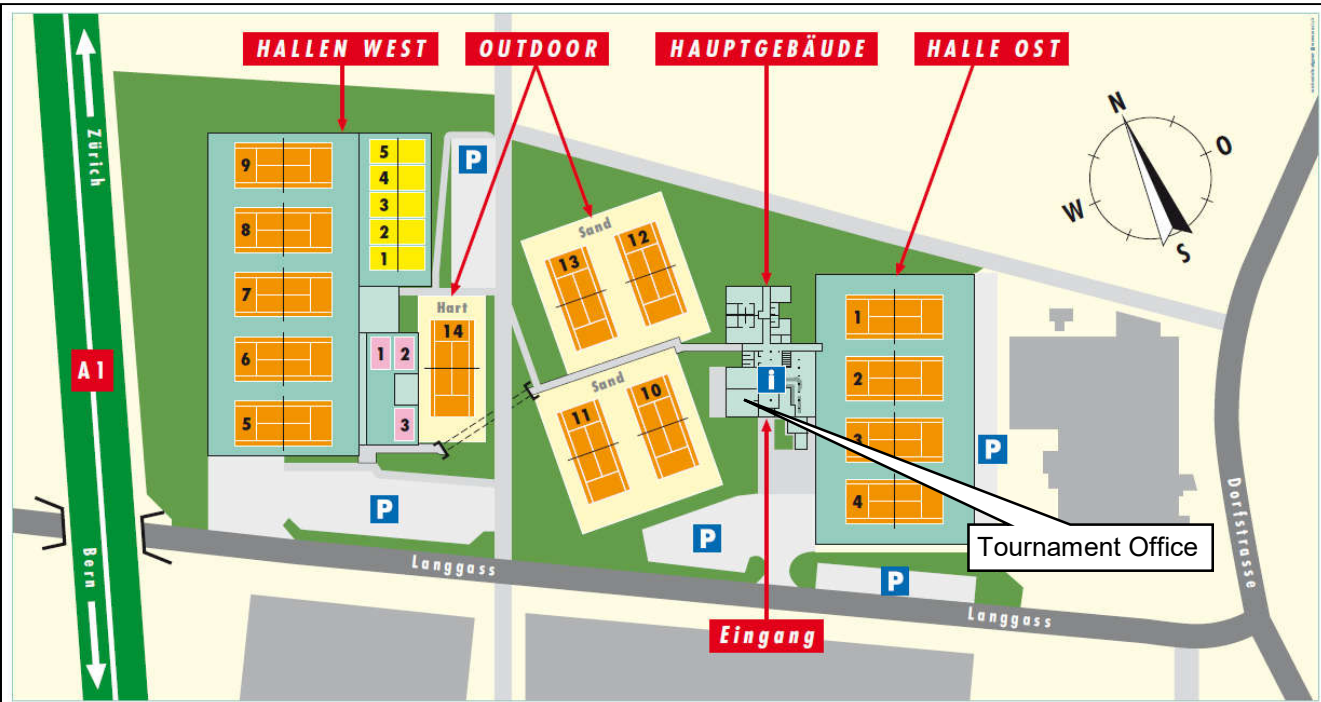 HALLEN WEST
OUTDOOR
HAUPTGEBÄUDE
HALLE OST
N
O
W
S
Zürich
A1
Bern
9
8
7
6
5
5
4
3
2
1
P
Hart
14
1
2
3
Sand
13
12
Sand
11
10
i
1
2
3
4
P
P
P
P
Tournament Office
Langgass
Langgass
Dorfstrasse
Eingang